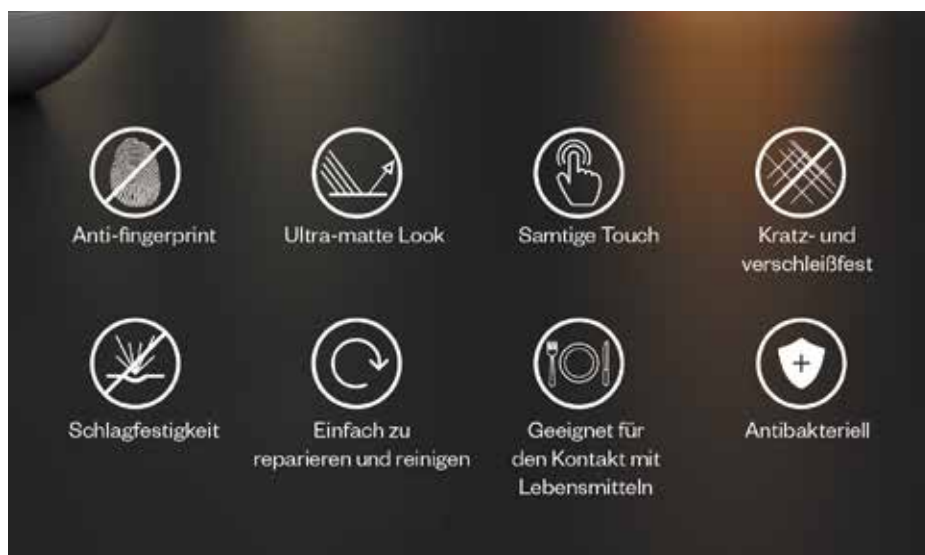 Anti-fingerprint
Ultra-matte Look
Samtige Touch
Kratz- und
verschleißfest
Schlagfestigkeit
Einfach zu
reparieren und reinigen
Geeignet für
den Kontakt mit
Lebensmitteln
Antibakteriell